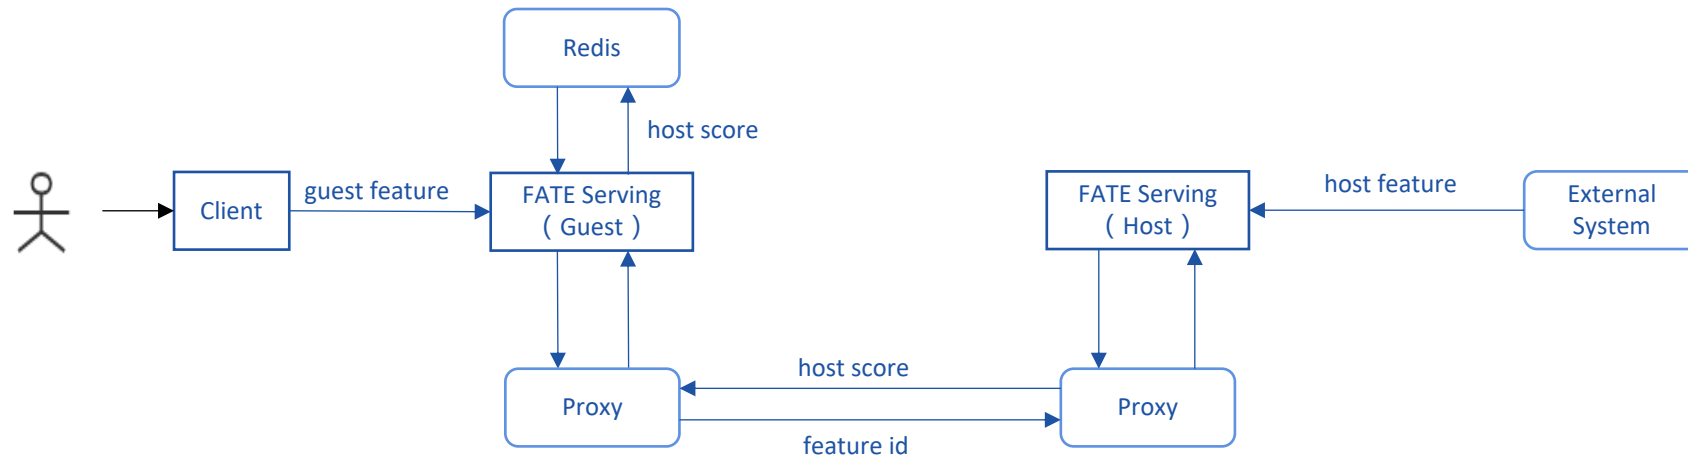 Redis
host score
Client
guest feature
FATE Serving
( Guest )
FATE Serving
( Host )
host feature
External
System
Proxy
host score
feature id
Proxy